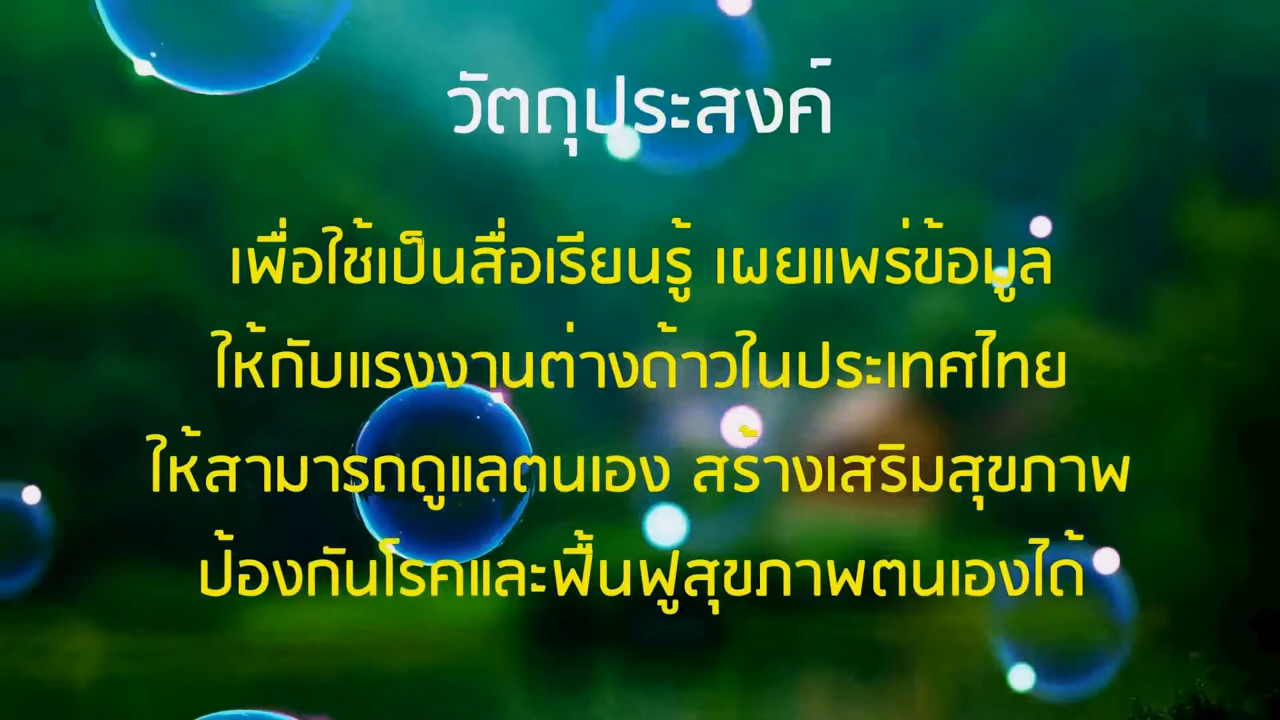 วัตถุประสงค์
เพื่อใช้เป็นสื่อเรียนรู้ เผยแพร่ข้อมูล
ให้กับแรงงานต่างด้าวในประเทศไทย
ให้สามารถดูแลตนเอง สร้างเสริมสุขภาพ
ป้องกันโรคและฟื้นฟูสุขภาพตนเองได้